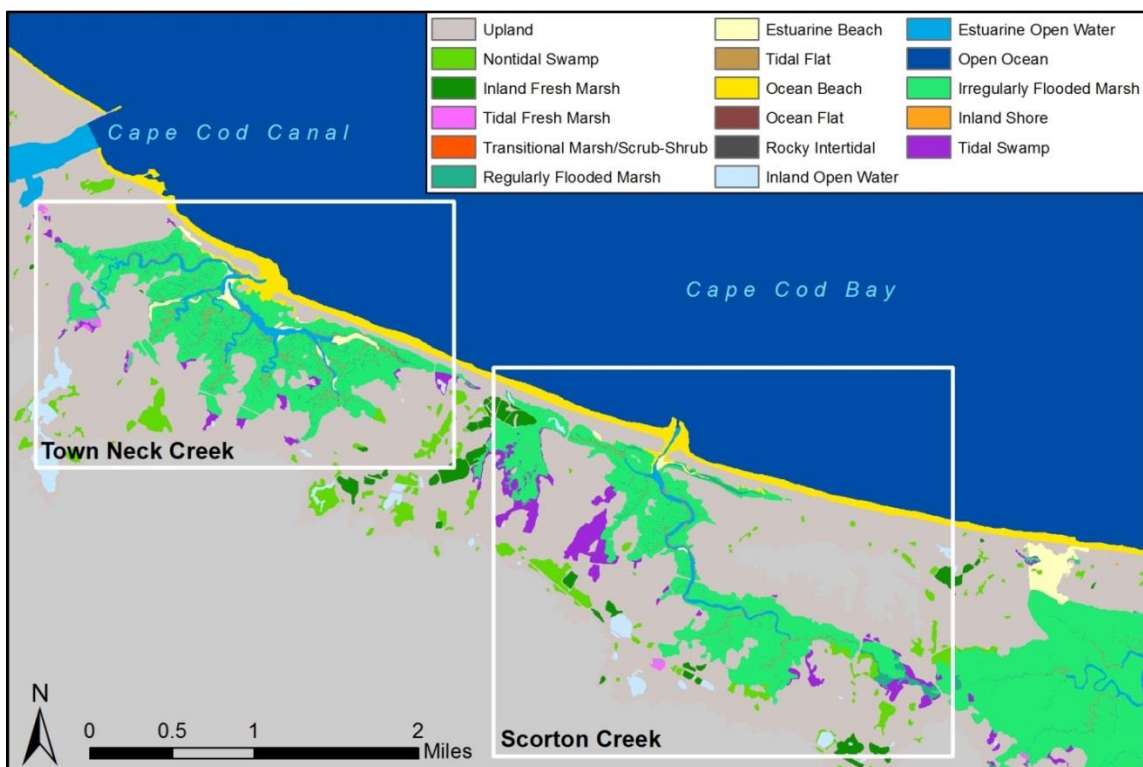 Upland
Nontidal Swamp
Inland Fresh Marsh
Tidal Fresh Marsh
Transitional Marsh/Scrub-Shrub
Regularly Flooded Marsh
Estuarine Beach
Tidal Flat
Ocean Beach
Ocean Flat
Rocky Intertidal
Inland Open Water
Estuarine Open Water
Open Ocean
Irregularly Flooded Marsh
Inland Shore
Tidal Swamp
Cape Cod Canal
Cape Cod Bay
Town Neck Creek
Scorton Creek
N
0 0.5 1 2
Miles